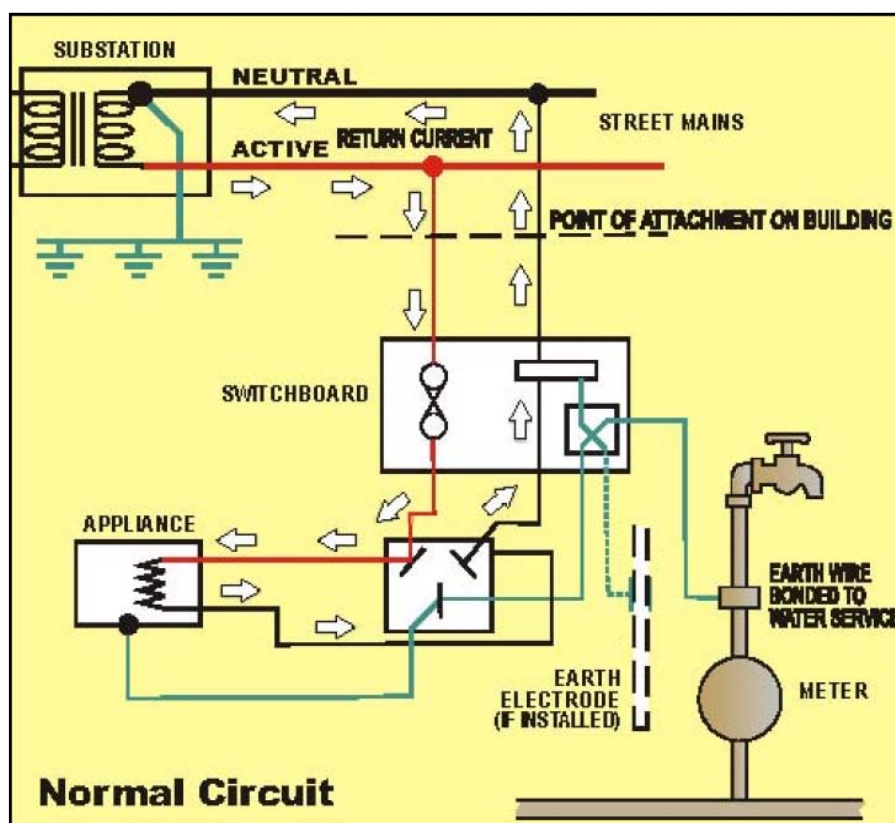 SUBSTATION
NEUTRAL
STREET MAINS
ACTIVE
RETURN CURRENT
POINT OF ATTACHMENT ON BUILDING
SWITCHBOARD
APPLIANCE
EARTH WIRE
BONDED TO
WATER SERVICE
EARTH
ELECTRODE
(IF INSTALLED)
METER
Normal Circuit